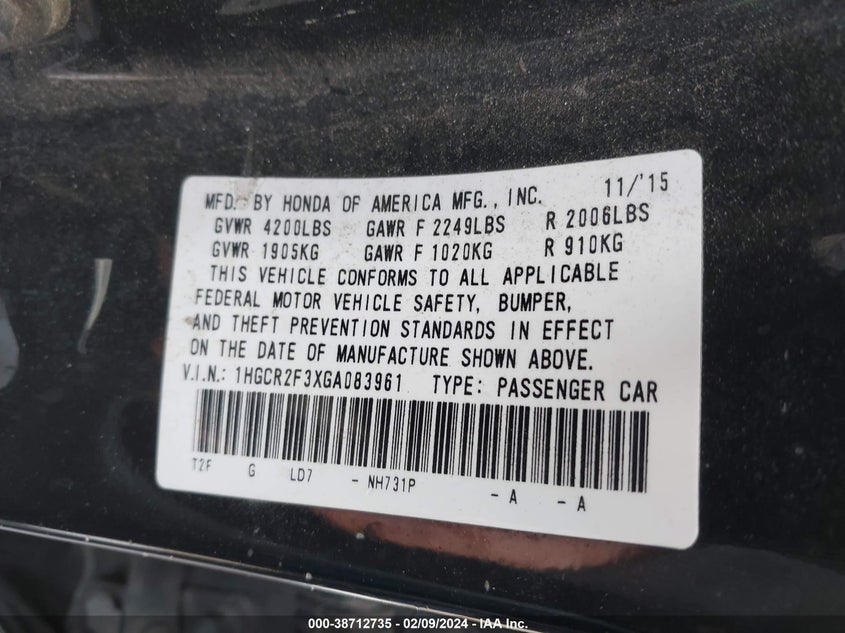 MFD. BY HONDA OF AMERICA MFG., INC. 11/'15
GVWR 4200LBS GAWR F 2249LBS R 2006LBS
GVWR 1905KG GAWR F 1020KG R 910KG
THIS VEHICLE CONFORMS TO ALL APPLICABLE
FEDERAL MOTOR VEHICLE SAFETY, BUMPER,
AND THEFT PREVENTION STANDARDS IN EFFECT
ON THE DATE OF MANUFACTURE SHOWN ABOVE.
V.I.N.: 1HGCR2F3XGA083961 TYPE: PASSENGER CAR
T2F G LD7 - NH731P - A - A
000-38712735 - 02/09/2024 - IAA Inc.